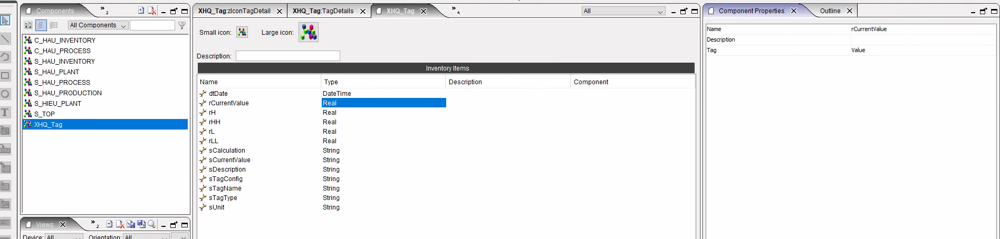 Components
2
All Components
C_HAU_INVENTORY
C_HAU_PROCESS
S_HAU_INVENTORY
S_HAU_PLANT
S_HAU_PROCESS
S_HAU_PRODUCTION
S_HIEU_PLANT
S_TOP
XHQ_Tag
Views
2
Device: All Orientation: All
T
abc
XHQ_Tag:zIconTagDetail XHQ_Tag:TagDetails XHQ_Tag 4 All
Small icon: Large icon:
Description:
Inventory Items
Name Type Description Component
dtDate DateTime
rCurrentValue Real
rH Real
rHH Real
rL Real
rLL Real
sCalculation String
sCurrentValue String
sDescription String
sTagConfig String
sTagName String
sTagType String
sUnit String
Component Properties Outline
Name rCurrentValue
Description
Tag Value